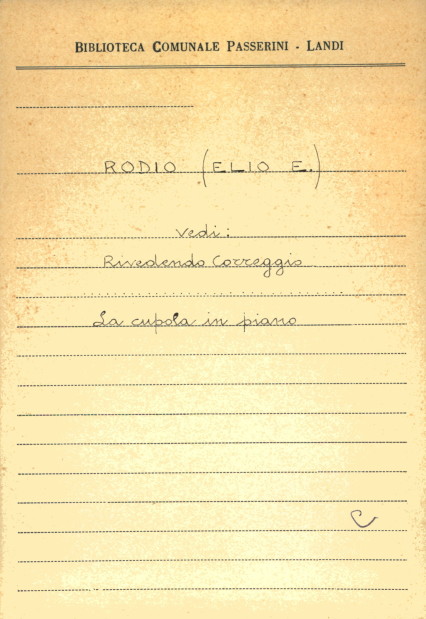 BIBLIOTECA COMUNALE PASSERINI - LANDI
RODIO (ELIO E.)
Vedi:
Rivedendo Correggio
La cupola in piano
C